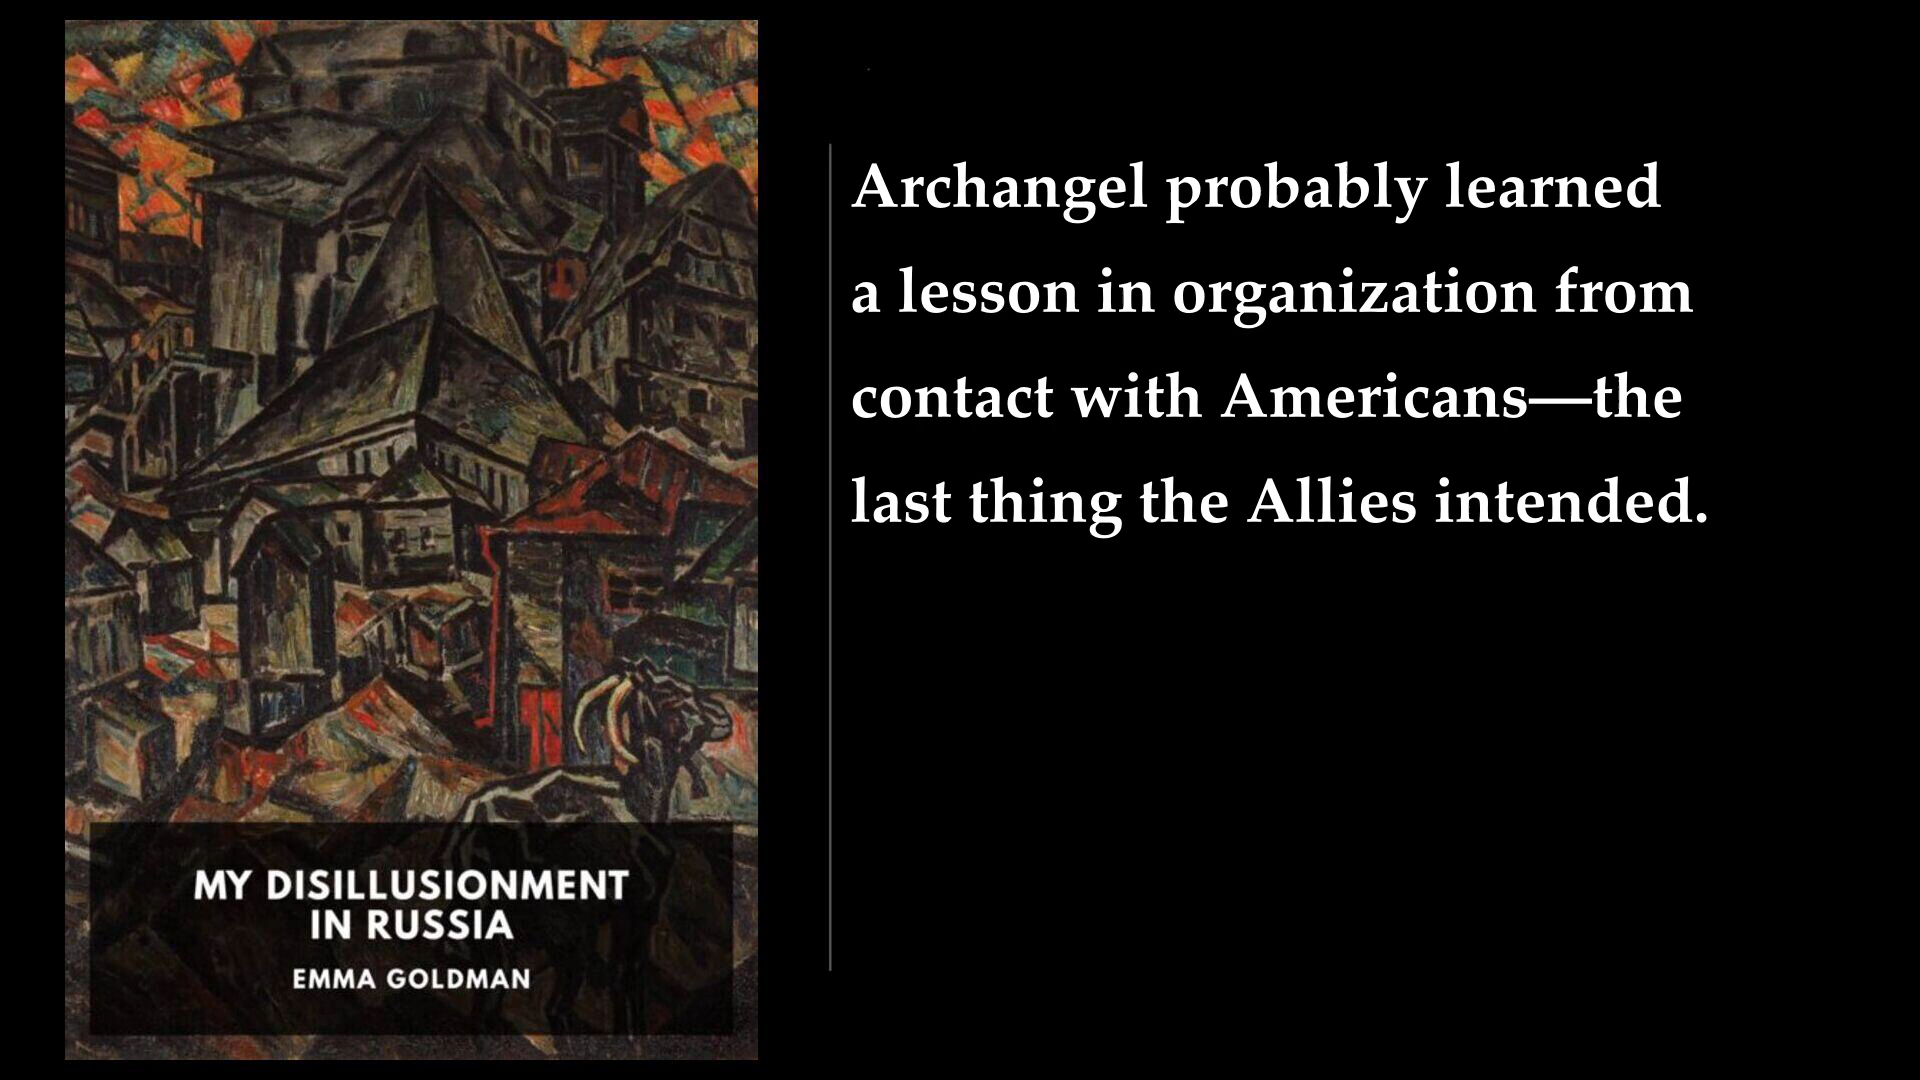 MY DISILLUSIONMENT
IN RUSSIA
EMMA GOLDMAN
Archangel probably learned
a lesson in organization from
contact with Americans—the
last thing the Allies intended.